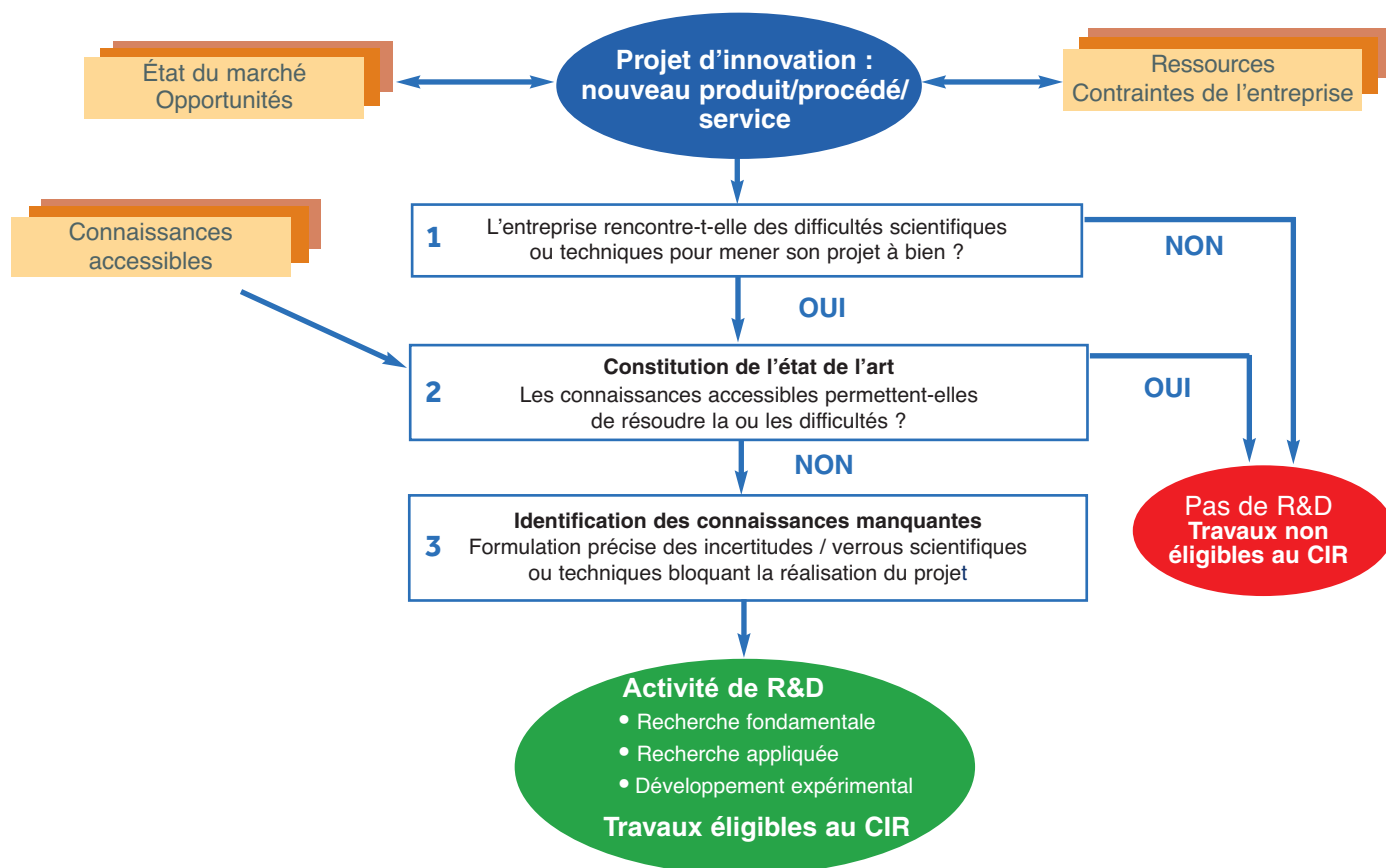 État du marché
Opportunités
Projet d’innovation :
nouveau produit/procédé/
service
Ressources
Contraintes de l’entreprise
Connaissances
accessibles
1
L’entreprise rencontre-t-elle des difficultés scientifiques
ou techniques pour mener son projet à bien ?
NON
OUI
2
Constitution de l’état de l’art
Les connaissances accessibles permettent-elles
de résoudre la ou les difficultés ?
OUI
NON
3
Identification des connaissances manquantes
Formulation précise des incertitudes / verrous scientifiques
ou techniques bloquant la réalisation du projet
Pas de R&D
Travaux non
éligibles au CIR
Activité de R&D
• Recherche fondamentale
• Recherche appliquée
• Développement expérimental
Travaux éligibles au CIR